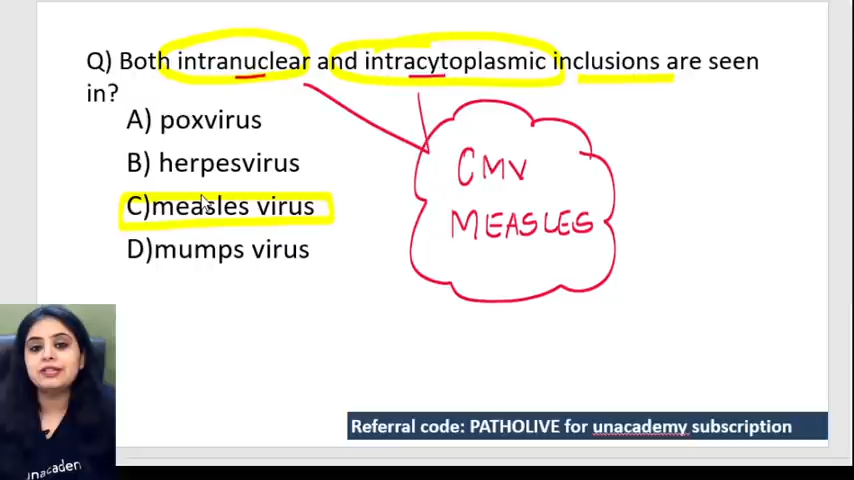 Q) Both intranuclear and intracytoplasmic inclusions are seen
in?
A) poxvirus
B) herpesvirus
C)measles virus
D)mumps virus
CMV
MEASLES
Referral code: PATHOLIVE for unacademy subscription
unacaden